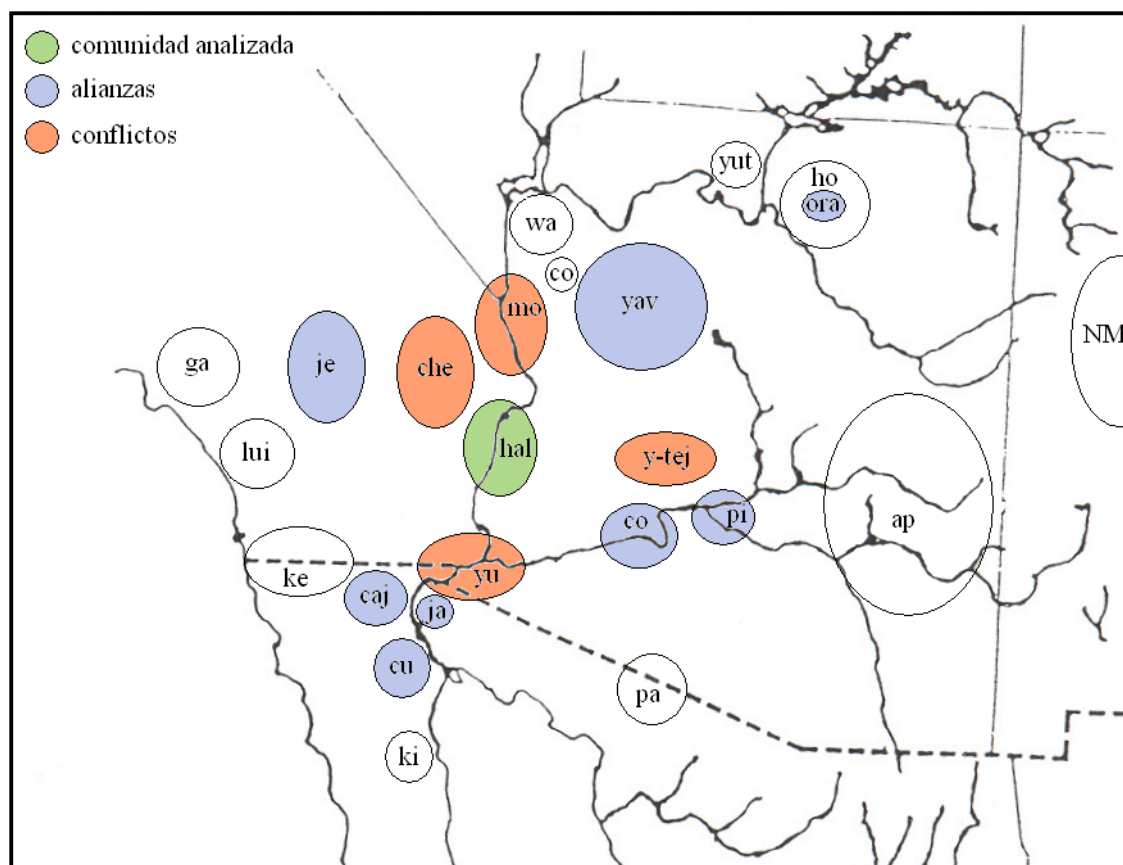 comunidad analizada
alianzas
conflictos
yut
ho
ora
wa
co
mo
yav
NM
ga
je
che
lui
hal
y-tej
co
pi
ap
ke
yu
caj
ja
cu
pa
ki